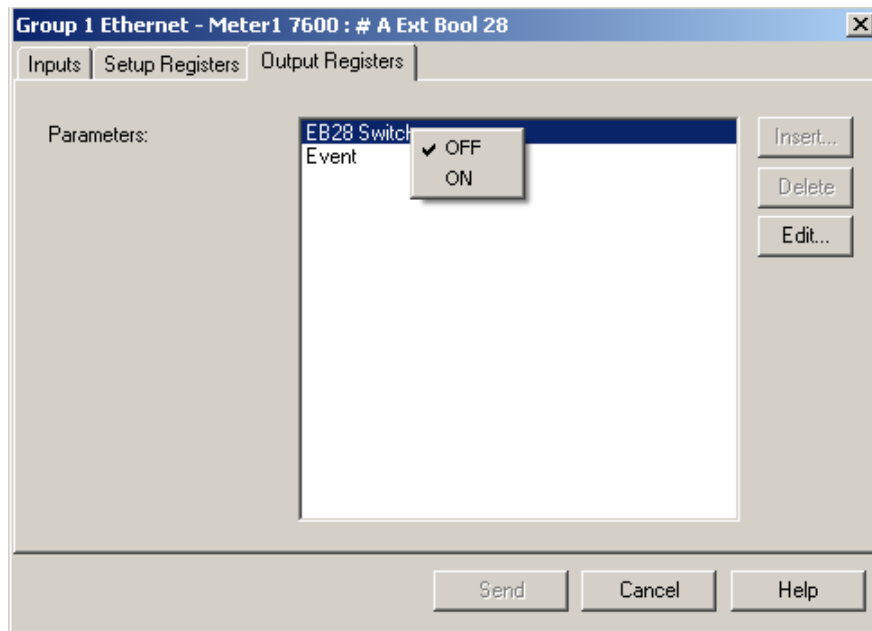 Group 1 Ethernet - Meter1 7600 : # A Ext Bool 28
Inputs Setup Registers Output Registers
Parameters:
EB28 Switch
Event
OFF
ON
Insert...
Delete
Edit...
Send Cancel Help